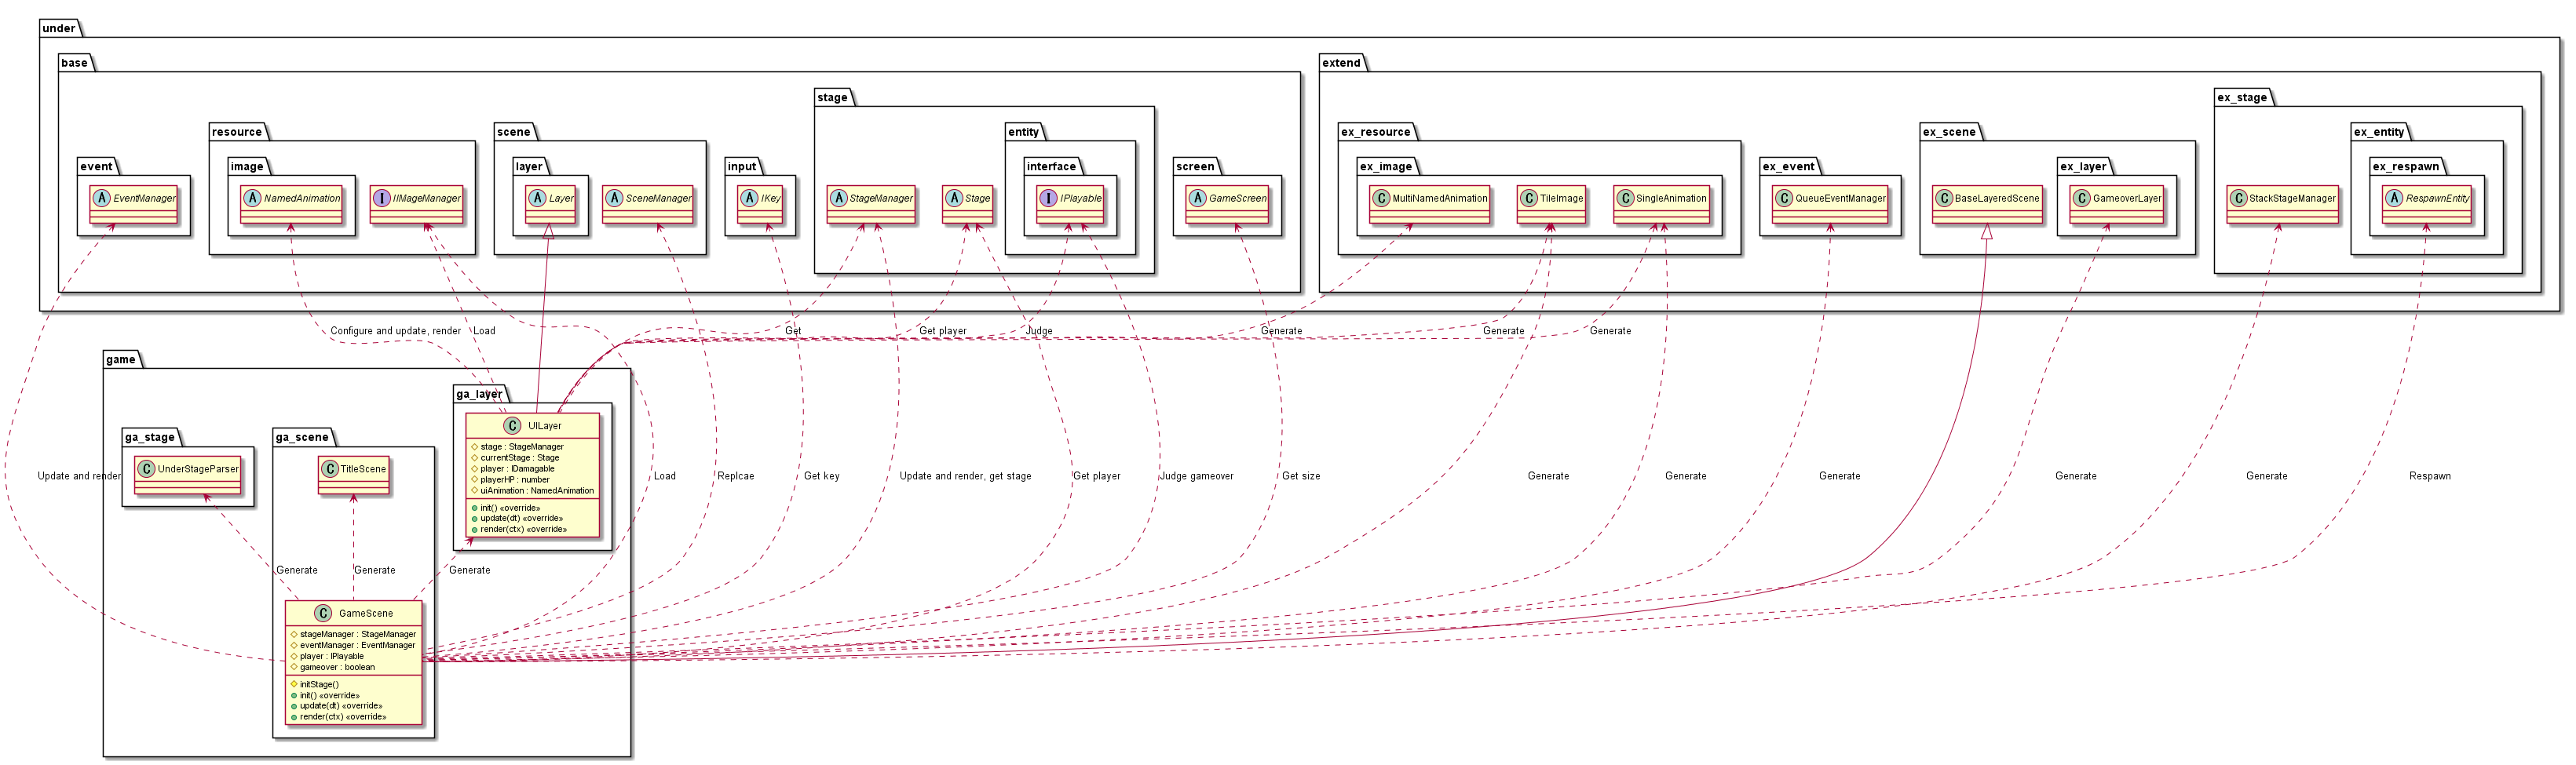 under
base
extend
stage
ex_stage
resource
scene
entity
ex_resource
ex_scene
ex_entity
event
image
layer
input
interface
screen
ex_image
ex_event
ex_layer
ex_respawn
EventManager
NamedAnimation
IIMageManager
Layer
SceneManager
IKey
StageManager
Stage
IPlayable
GameScreen
MultiNamedAnimation
TileImage
SingleAnimation
QueueEventManager
BaseLayeredScene
GameoverLayer
StackStageManager
RespawnEntity
Configure and update, render
Load
Get
Get player
Judge
Generate
Generate
Generate
game
ga_layer
UILayer
stage : StageManager
currentStage : Stage
player : IDamagable
playerHP : number
uiAnimation : NamedAnimation
init() «override»
update(dt) «override»
render(ctx) «override»
ga_stage
UnderStageParser
ga_scene
TitleScene
Update and render
Load
Replcae
Get key
Update and render, get stage
Get player
Judge gameover
Get size
Generate
Generate
Generate
Generate
Generate
Respawn
Generate
Generate
Generate
GameScene
stageManager : StageManager
eventManager : EventManager
player : IPlayable
gameover : boolean
initStage()
init() «override»
update(dt) «override»
render(ctx) «override»